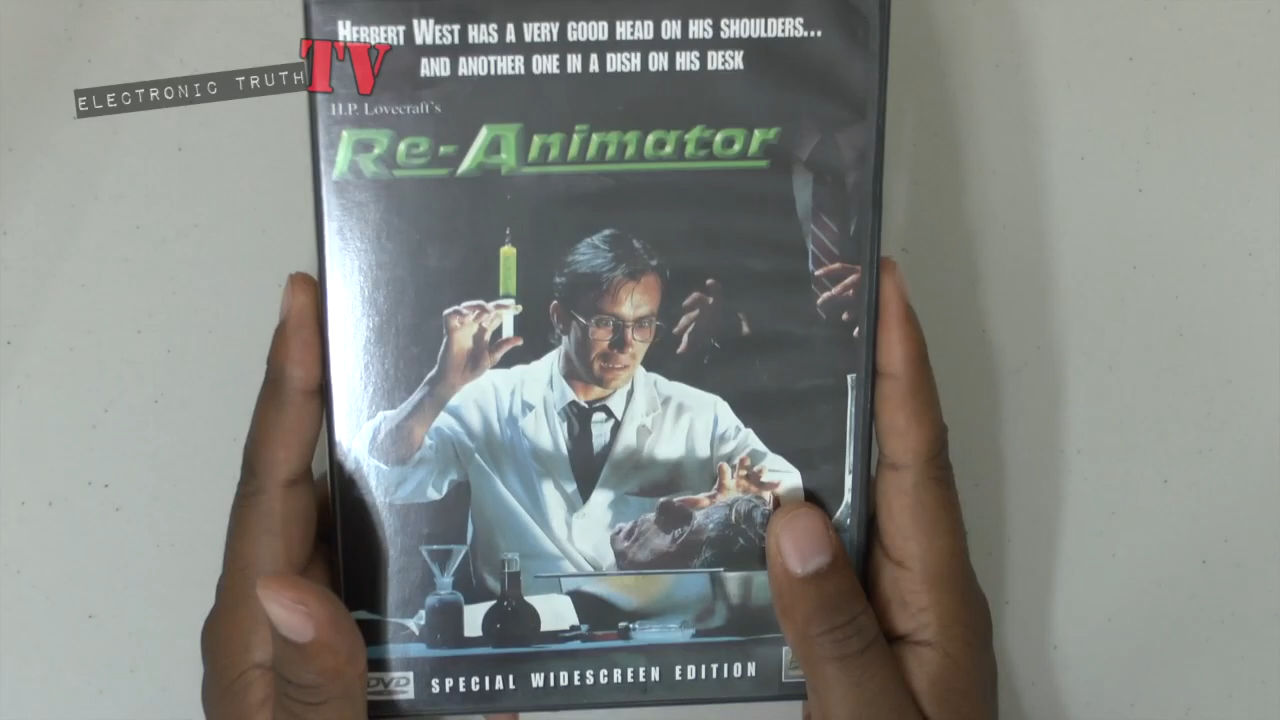 HERBERT WEST HAS A VERY GOOD HEAD ON HIS SHOULDERS...
AND ANOTHER ONE IN A DISH ON HIS DESK
ELECTRONIC TRUTH TV
H.P. Lovecraft's
Re-Animator
DVD
SPECIAL WIDESCREEN EDITION